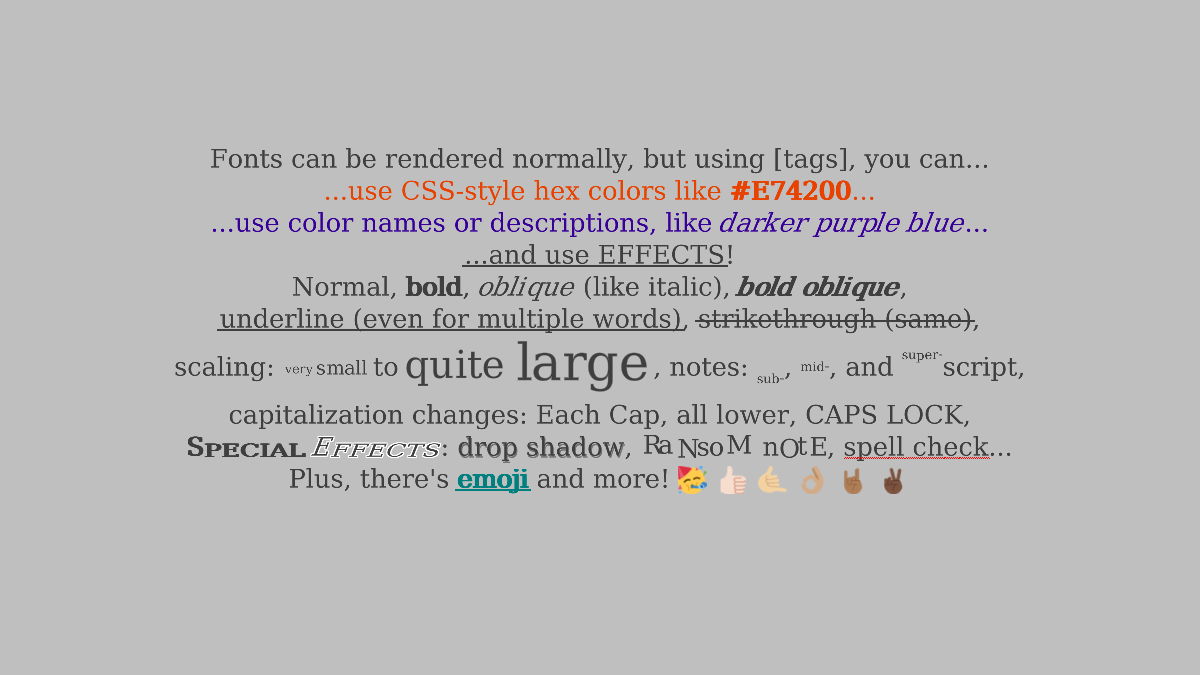 Fonts can be rendered normally, but using [tags], you can...
...use CSS-style hex colors like #E74200...
...use color names or descriptions, like darker purple blue...
...and use EFFECTS!
Normal, bold, oblique (like italic), bold oblique,
underline (even for multiple words), strikethrough (same),
scaling: very small to quite large, notes: sub-, mid-, and super-script,
capitalization changes: Each Cap, all lower, CAPS LOCK,
Special Effects: drop shadow, RaNsoM nOtE, spell check...
Plus, there's emoji and more! 🥳 👍🏻 🤙🏼 👌🏽 🤘🏾 ✌🏿